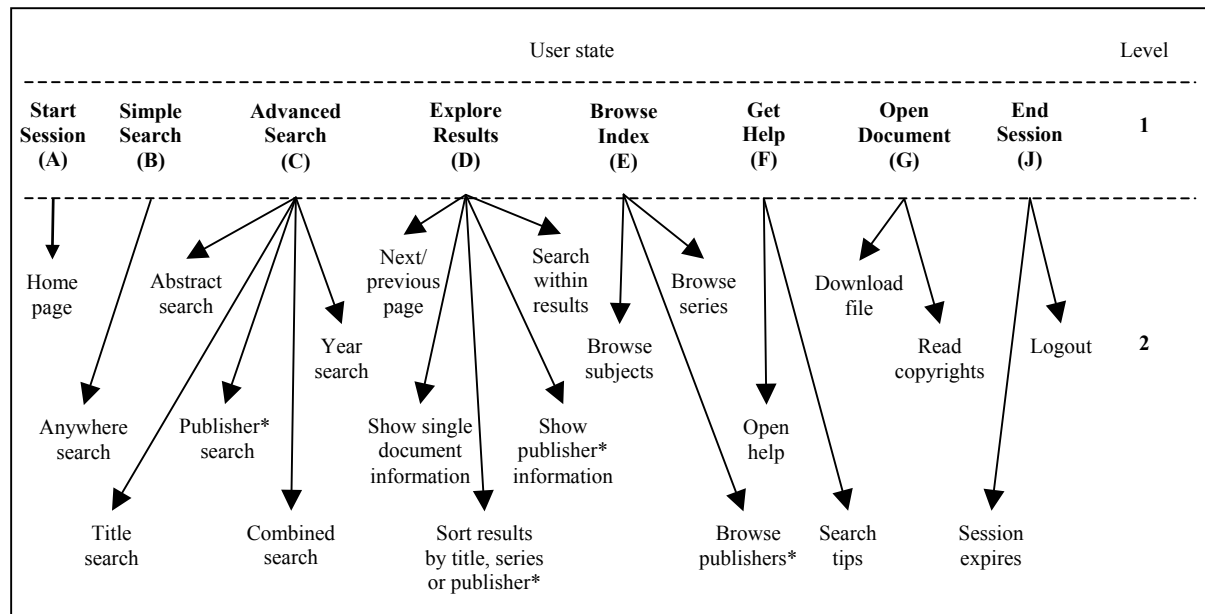 User state
Level
Start
Session
(A)
Simple
Search
(B)
Advanced
Search
(C)
Explore
Results
(D)
Browse
Index
(E)
Get
Help
(F)
Open
Document
(G)
End
Session
(J)
1
Home
page
Abstract
search
Next/
previous
page
Search
within
results
Browse
series
Download
file
Year
search
Browse
subjects
Read
copyrights
Logout
2
Anywhere
search
Publisher*
search
Show single
document
information
Show
publisher*
information
Open
help
Title
search
Combined
search
Sort results
by title, series
or publisher*
Browse
publishers*
Search
tips
Session
expires